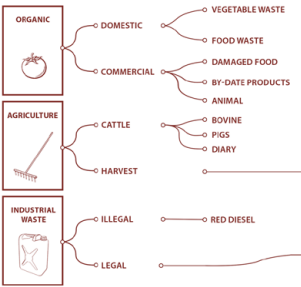 ORGANIC
DOMESTIC
VEGETABLE WASTE
FOOD WASTE
COMMERCIAL
DAMAGED FOOD
BY-DATE PRODUCTS
ANIMAL
AGRICULTURE
CATTLE
BOVINE
PIGS
DIARY
HARVEST
INDUSTRIAL
WASTE
ILLEGAL
RED DIESEL
LEGAL